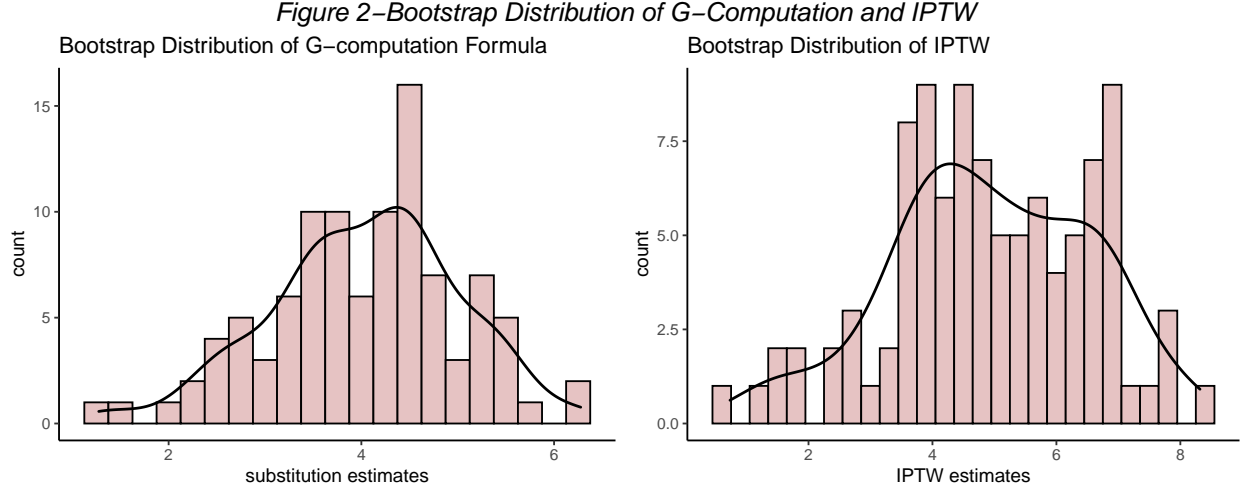 Figure 2−Bootstrap Distribution of G−Computation and IPTW
Bootstrap Distribution of G−computation Formula
15
10
5
0
count
2 4 6
substitution estimates
Bootstrap Distribution of IPTW
7.5
5.0
2.5
0.0
count
2 4 6 8
IPTW estimates